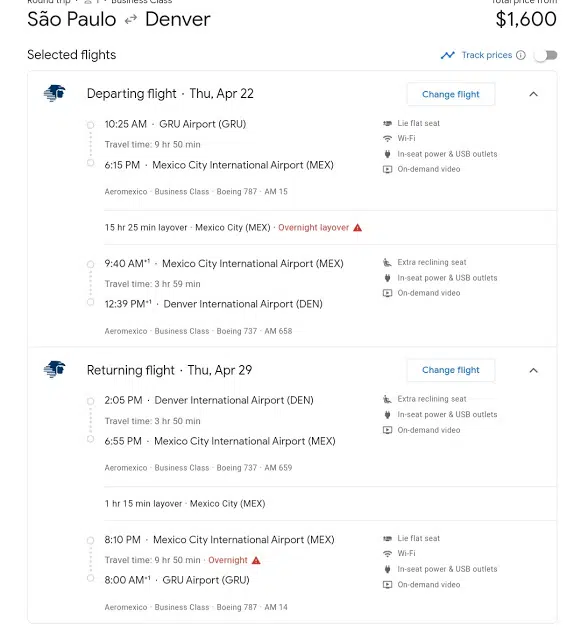 Round trip · 1 · Business Class
Total price from
São Paulo Denver
$1,600
Selected flights
Track prices
Departing flight · Thu, Apr 22
Change flight
10:25 AM · GRU Airport (GRU)
Travel time: 9 hr 50 min
6:15 PM · Mexico City International Airport (MEX)
Aeromexico · Business Class · Boeing 787 · AM 15
Lie flat seat
Wi-Fi
In-seat power & USB outlets
On-demand video
15 hr 25 min layover · Mexico City (MEX) · Overnight layover
9:40 AM+1 · Mexico City International Airport (MEX)
Travel time: 3 hr 59 min
12:39 PM+1 · Denver International Airport (DEN)
Aeromexico · Business Class · Boeing 737 · AM 658
Extra reclining seat
In-seat power & USB outlets
On-demand video
Returning flight · Thu, Apr 29
Change flight
2:05 PM · Denver International Airport (DEN)
Travel time: 3 hr 50 min
6:55 PM · Mexico City International Airport (MEX)
Aeromexico · Business Class · Boeing 737 · AM 659
Extra reclining seat
In-seat power & USB outlets
On-demand video
1 hr 15 min layover · Mexico City (MEX)
8:10 PM · Mexico City International Airport (MEX)
Travel time: 9 hr 50 min · Overnight
8:00 AM+1 · GRU Airport (GRU)
Aeromexico · Business Class · Boeing 787 · AM 14
Lie flat seat
Wi-Fi
In-seat power & USB outlets
On-demand video